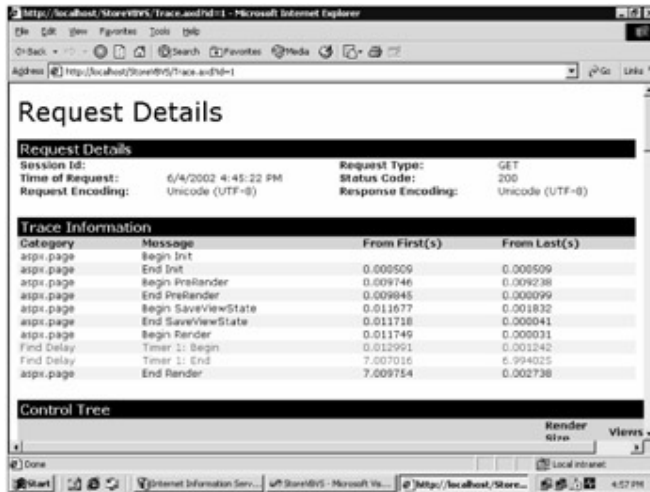 http://localhost/StoreVBVS/Trace.axd?id=1 - Microsoft Internet Explorer
File Edit View Favorites Tools Help
Back Search Favorites Media
Address http://localhost/StoreVBVS/Trace.axd?id=1 Go Links
Request Details
Request Details
Session Id: Request Type: GET
Time of Request: 6/4/2002 4:45:22 PM Status Code: 200
Request Encoding: Unicode (UTF-8) Response Encoding: Unicode (UTF-8)
Trace Information
Category Message From First(s) From Last(s)
aspx.page Begin Init
aspx.page End Init 0.000509 0.000509
aspx.page Begin PreRender 0.009746 0.009238
aspx.page End PreRender 0.009845 0.000099
aspx.page Begin SaveViewState 0.011677 0.001832
aspx.page End SaveViewState 0.011718 0.000041
aspx.page Begin Render 0.011749 0.000031
Find Delay Timer 1: Begin 0.012991 0.001242
Find Delay Timer 1: End 7.007016 6.994025
aspx.page End Render 7.009754 0.002738
Control Tree
Render
Size Views
Done Local intranet
Start Internet Information Serv... StoreVBVS - Microsoft Vis... http://localhost/Store... 4:57 PM